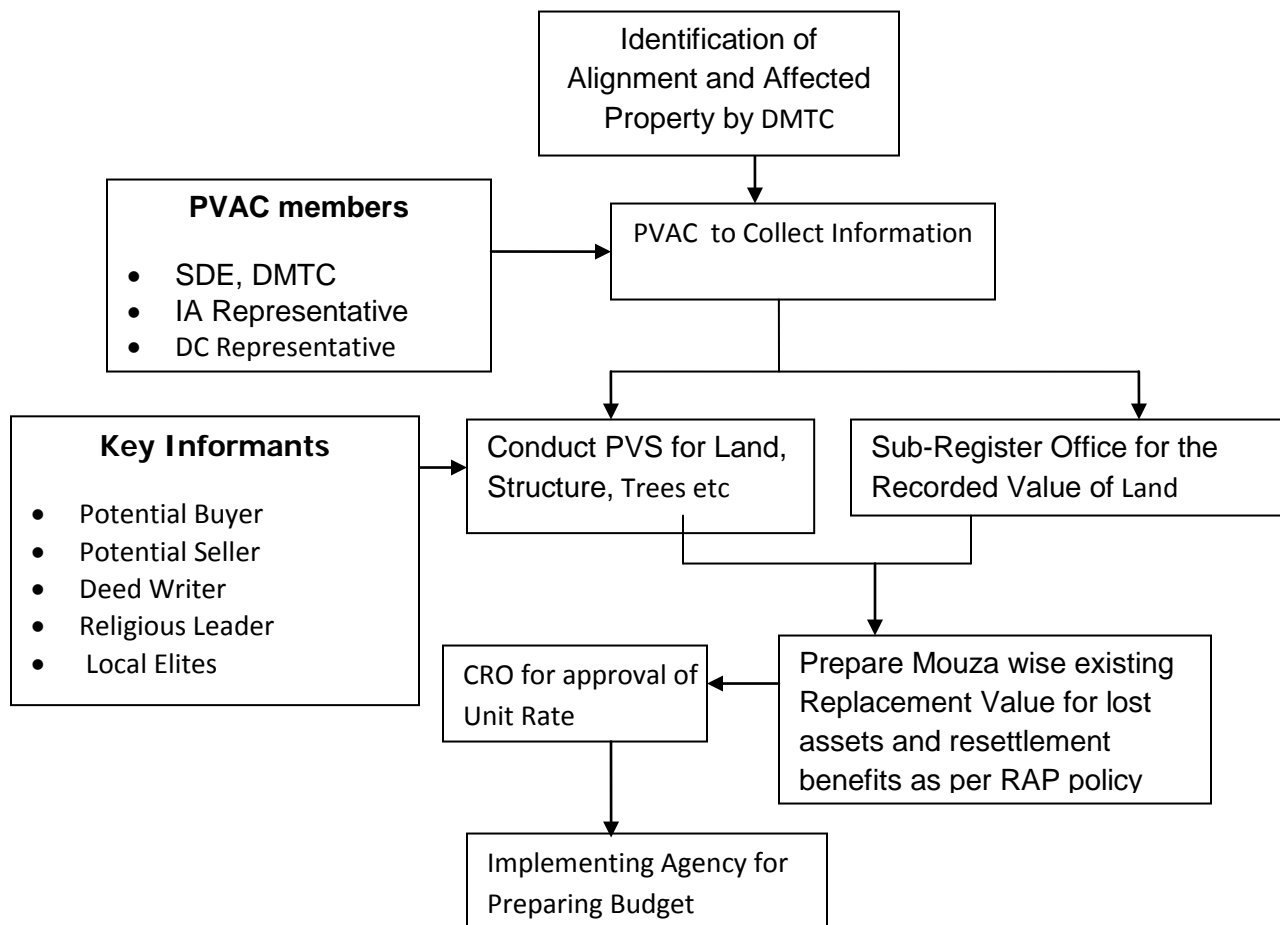 Identification of
Alignment and Affected
Property by DMTC
PVAC members
• SDE, DMTC
• IA Representative
• DC Representative
PVAC to Collect Information
Key Informants
• Potential Buyer
• Potential Seller
• Deed Writer
• Religious Leader
• Local Elites
Conduct PVS for Land,
Structure, Trees etc
Sub-Register Office for the
Recorded Value of Land
CRO for approval of
Unit Rate
Prepare Mouza wise existing
Replacement Value for lost
assets and resettlement
benefits as per RAP policy
Implementing Agency for
Preparing Budget